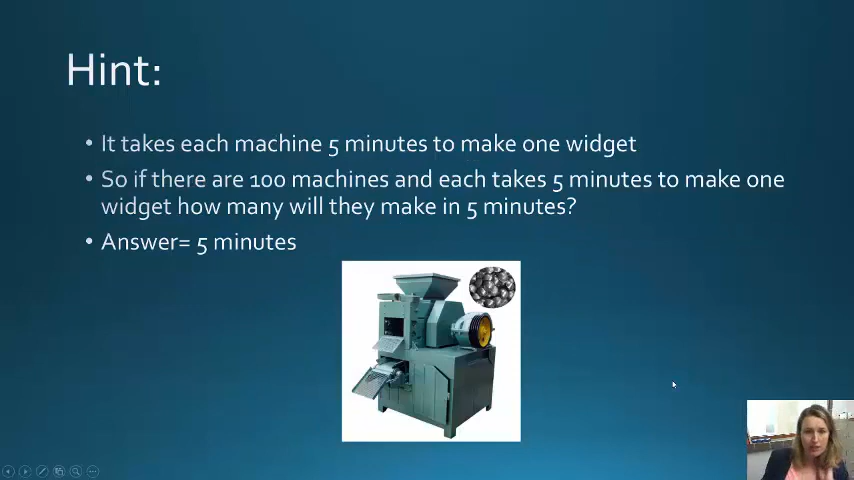 Hint:
• It takes each machine 5 minutes to make one widget
• So if there are 100 machines and each takes 5 minutes to make one
widget how many will they make in 5 minutes?
• Answer= 5 minutes